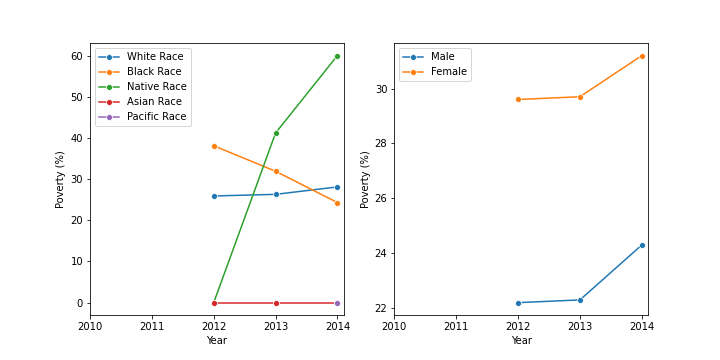 White Race
Black Race
Native Race
Asian Race
Pacific Race
Poverty (%)
60
50
40
30
20
10
0
2010 2011 2012 2013 2014
Year
Male
Female
Poverty (%)
30
28
26
24
22
2010 2011 2012 2013 2014
Year